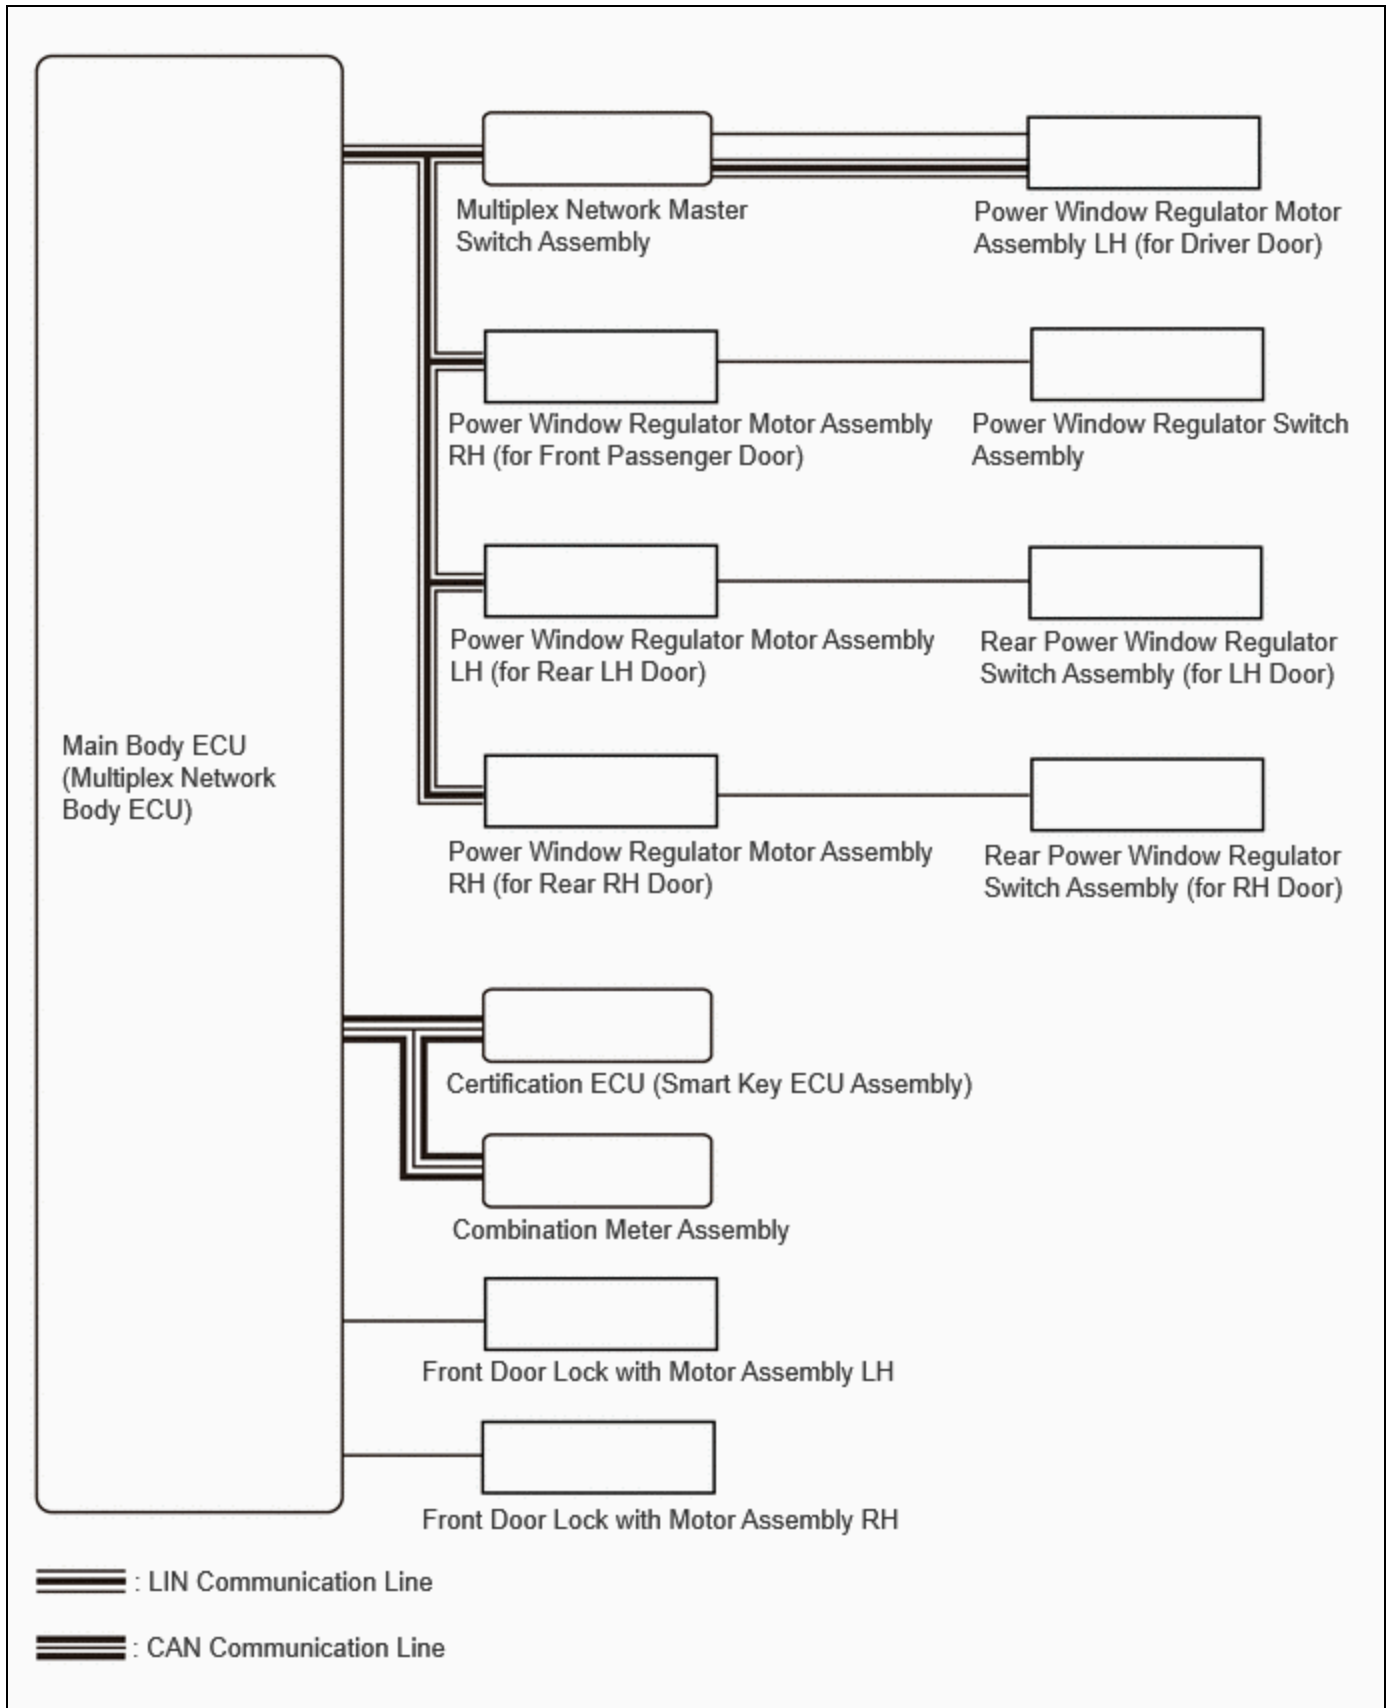 Multiplex Network Master
Switch Assembly
Power Window Regulator Motor
Assembly LH (for Driver Door)
Power Window Regulator Motor Assembly
RH (for Front Passenger Door)
Power Window Regulator Switch
Assembly
Power Window Regulator Motor Assembly
LH (for Rear LH Door)
Rear Power Window Regulator
Switch Assembly (for LH Door)
Main Body ECU
(Multiplex Network
Body ECU)
Power Window Regulator Motor Assembly
RH (for Rear RH Door)
Rear Power Window Regulator
Switch Assembly (for RH Door)
Certification ECU (Smart Key ECU Assembly)
Combination Meter Assembly
Front Door Lock with Motor Assembly LH
Front Door Lock with Motor Assembly RH
: LIN Communication Line
: CAN Communication Line